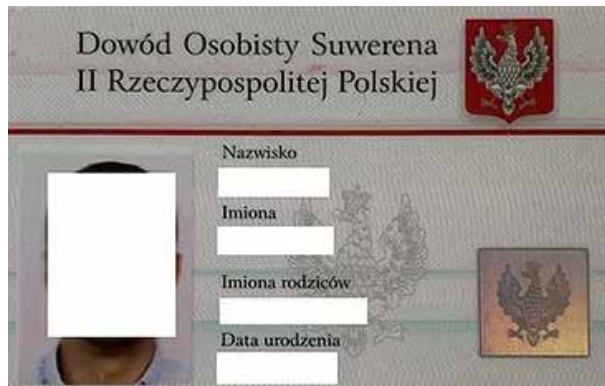 Dowód Osobisty Suwerena
II Rzeczypospolitej Polskiej
Nazwisko
Imiona
Imiona rodziców
Data urodzenia